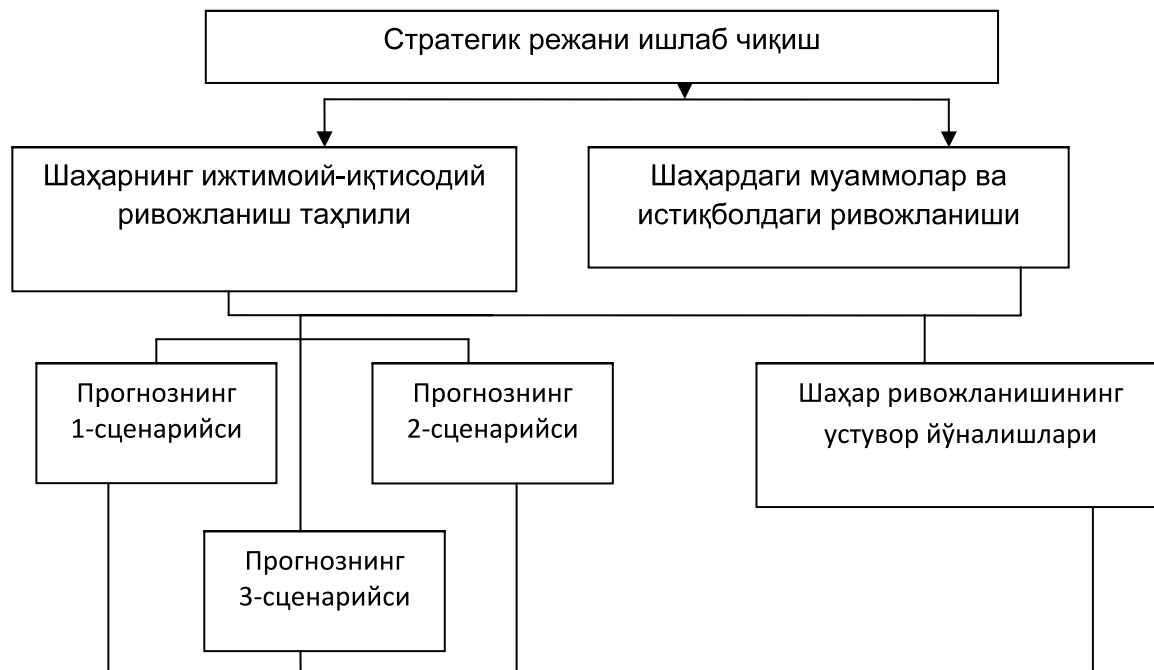 Стратегик режани ишлаб чиқиш
Шаҳарнинг ижтимоий-иқтисодий
ривожланиш таҳлили
Шаҳардаги муаммолар ва
истиқболдаги ривожланиши
Прогнознинг
1-сценарийси
Прогнознинг
2-сценарийси
Шаҳар ривожланишининг
устувор йўналишлари
Прогнознинг
3-сценарийси